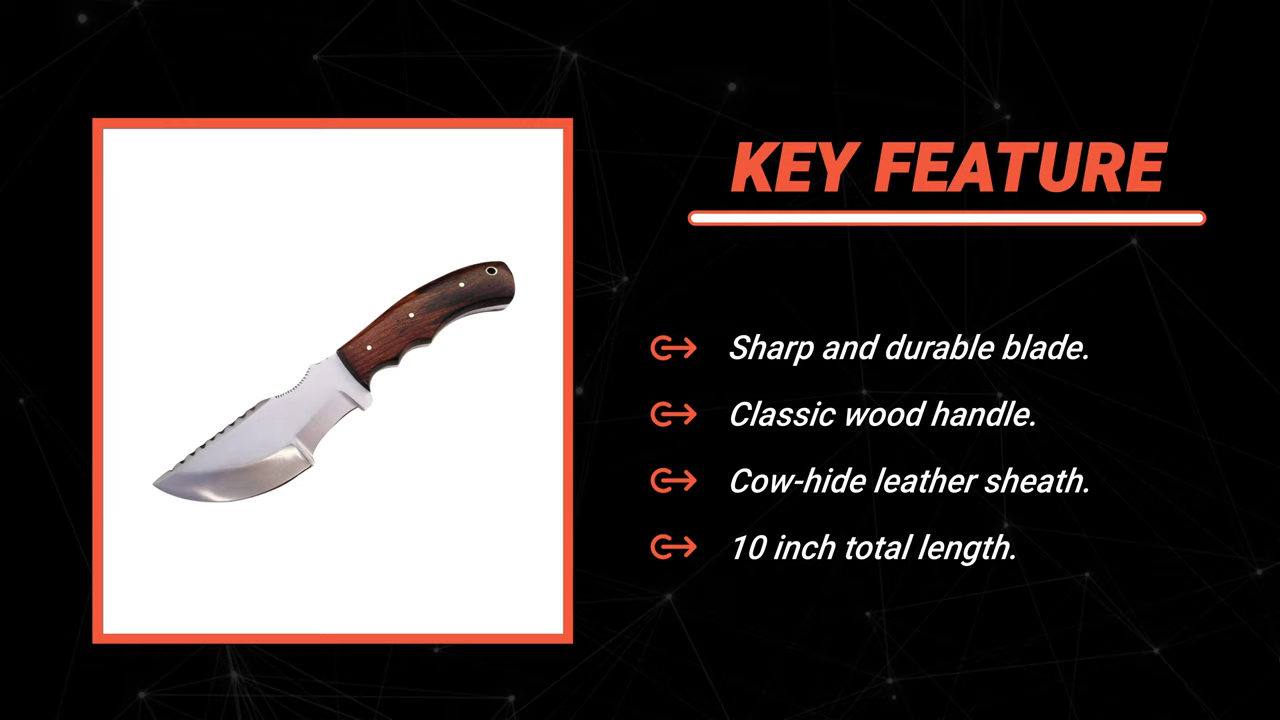 KEY FEATURE
Sharp and durable blade.
Classic wood handle.
Cow-hide leather sheath.
10 inch total length.